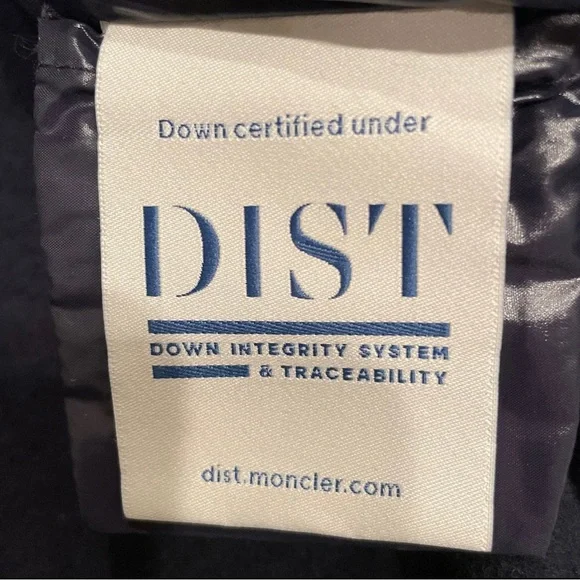 Down certified under
DIST
DOWN INTEGRITY SYSTEM
& TRACEABILITY
dist.moncler.com